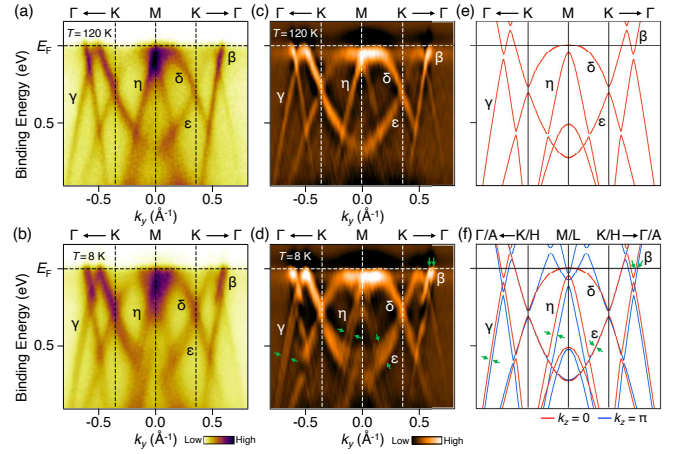 Γ ← K M K → Γ
Γ ← K M K → Γ
Γ ← K M K → Γ
(a)
T = 120 K
(c)
T = 120 K
(e)
E_F
β
γ
η
δ
ε
β
γ
η
δ
ε
β
γ
η
δ
ε
Binding Energy (eV)
0.5
-0.5
0.0
0.5
k_y (Å⁻¹)
-0.5
0.0
0.5
k_y (Å⁻¹)
Γ ← K M K → Γ
Γ ← K M K → Γ
Γ/A ← K/H M/L K/H → Γ/A
(b)
T = 8 K
(d)
T = 8 K
(f)
E_F
β
γ
η
δ
ε
β
γ
η
δ
ε
β
γ
η
δ
ε
Binding Energy (eV)
0.5
-0.5
0.0
0.5
k_y (Å⁻¹)
Low
High
-0.5
0.0
0.5
k_y (Å⁻¹)
Low
High
k_z = 0
k_z = π